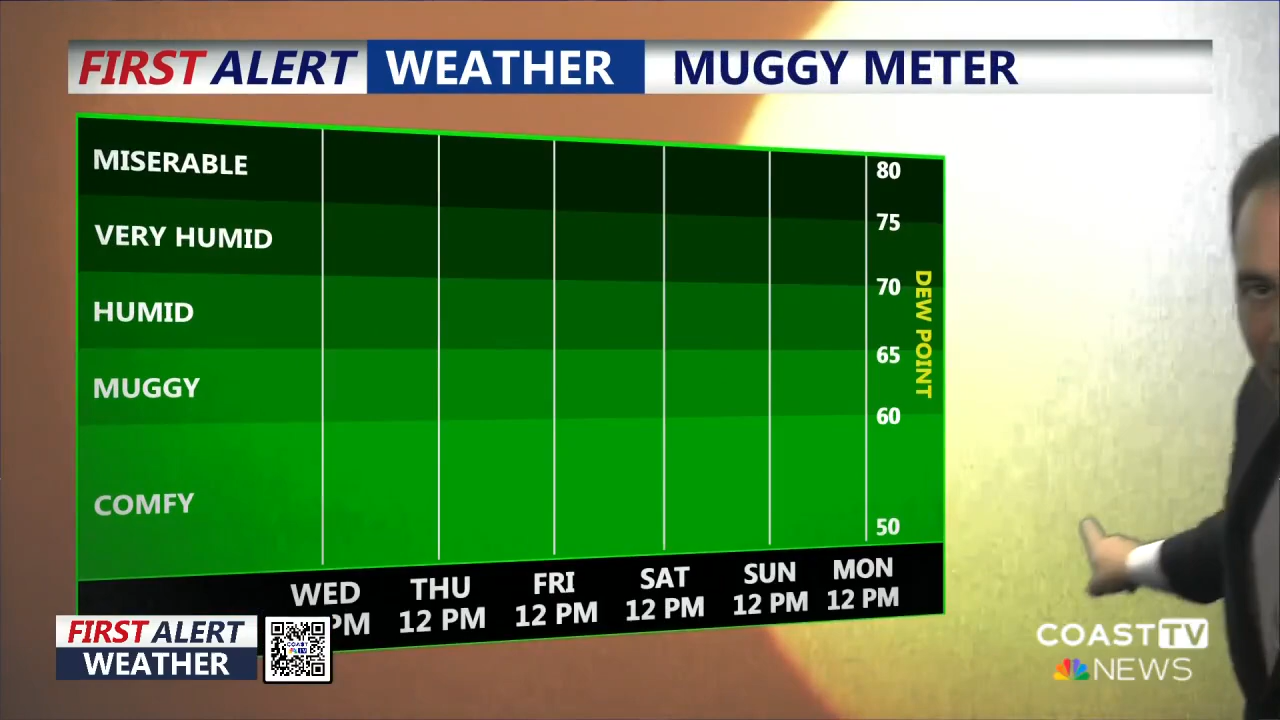 FIRST ALERT WEATHER MUGGY METER
MISERABLE
VERY HUMID
HUMID
MUGGY
COMFY
80
75
70
65
60
50
DEW POINT
WED THU FRI SAT SUN MON
PM 12 PM 12 PM 12 PM 12 PM 12 PM
FIRST ALERT
WEATHER
COAST TV
NEWS